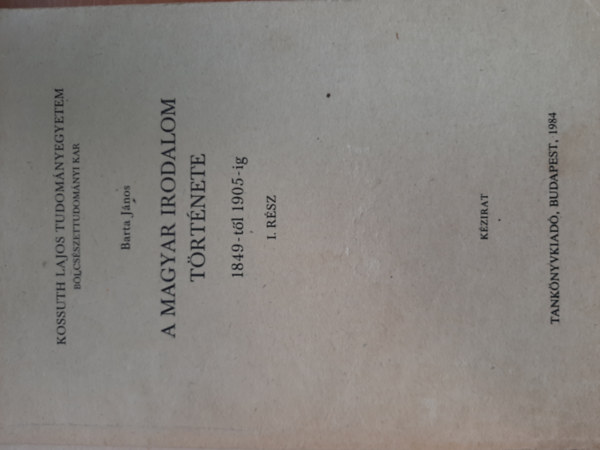 KOSSUTH LAJOS TUDOMÁNYEGYETEM
BÖLCSÉSZETTUDOMÁNYI KAR
Barta János
A MAGYAR IRODALOM
TÖRTÉNETE
1849-től 1905-ig
I. RÉSZ
KÉZIRAT
TANKÖNYVKIADÓ, BUDAPEST, 1984